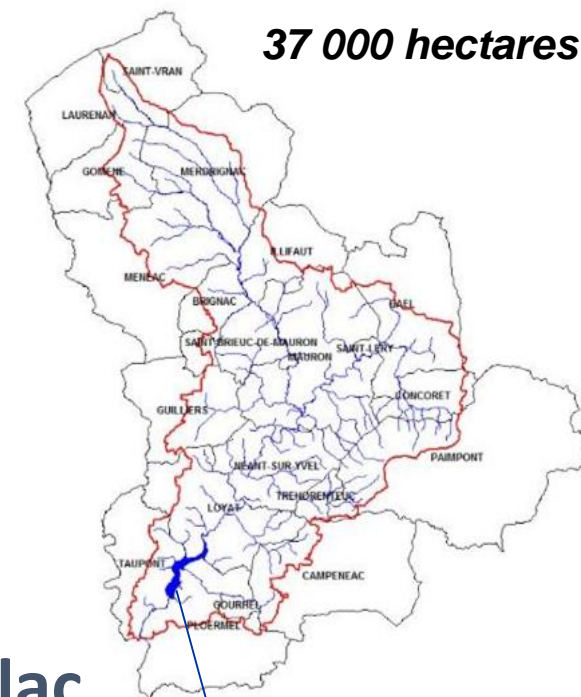 37 000 hectares
SAINT-VRAN
LAURENAN
GOMENE
MERDRIGNAC
ILLIFAUT
MENEAC
BRIGNAC
GAEL
SAINT-BRIEUC-DE-MAURON
MAURON
SAINT-LERY
CONCORET
GUILLIERS
PAIMPONT
NEANT-SUR-YVEL
TREHORENTEUC
LOYAT
TAUPONT
CAMPENEAC
GOURHEL
PLOERMEL
lac